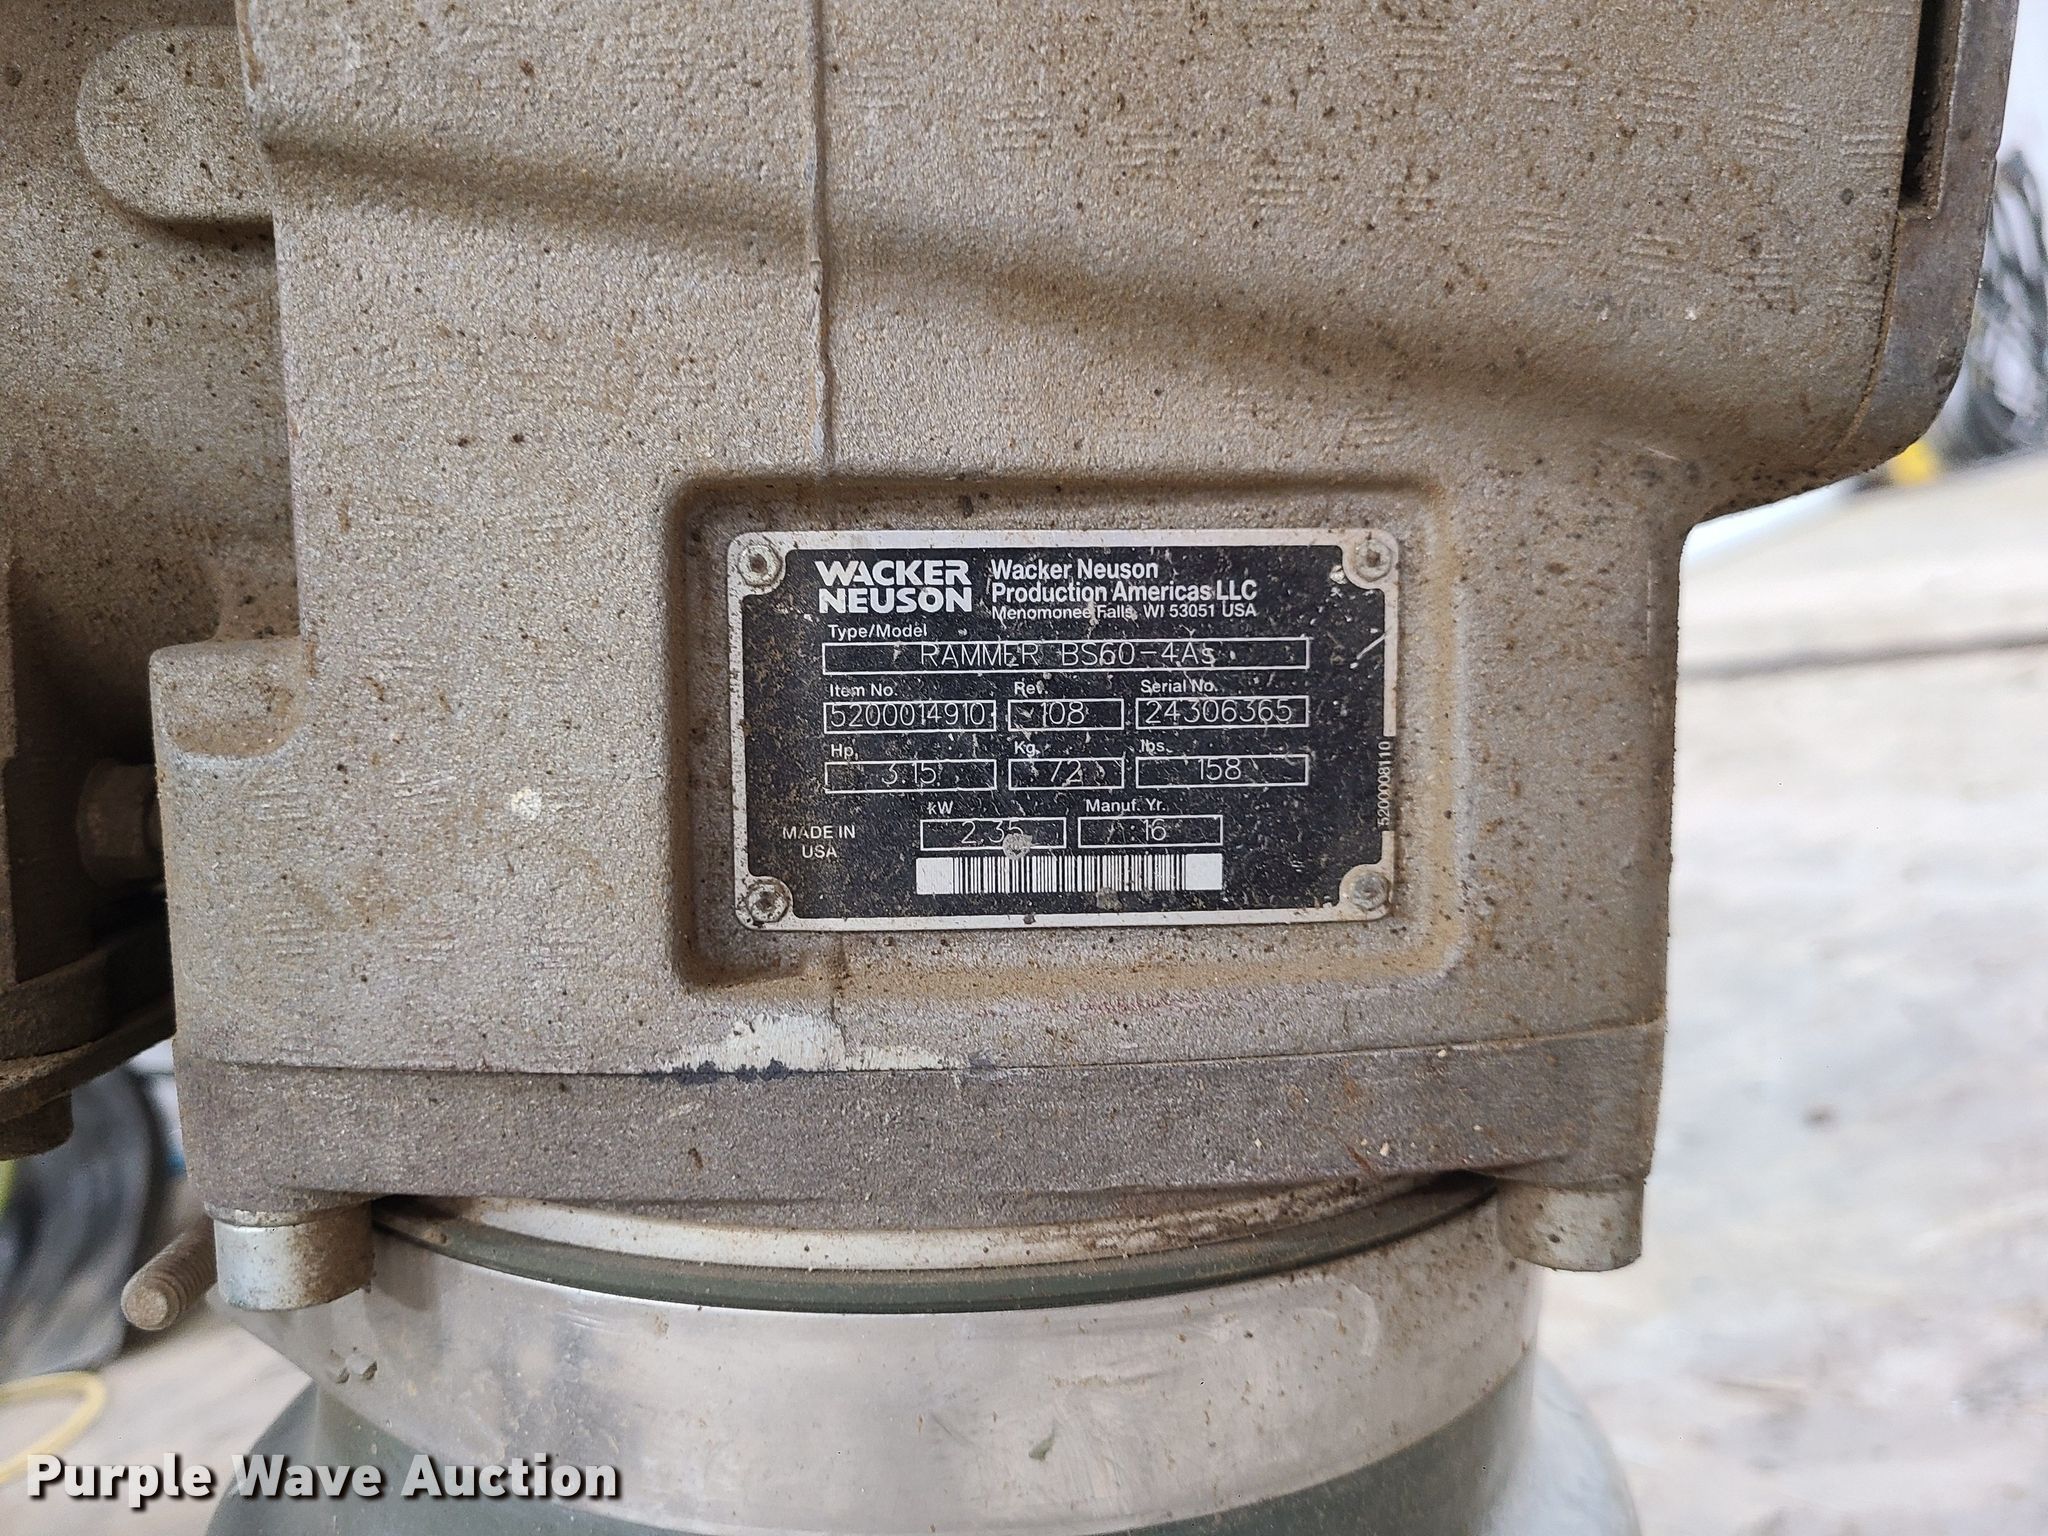 WACKER
NEUSON
Wacker Neuson
Production Americas LLC
Menomonee Falls, WI 53051 USA
Type/Model
RAMMER BS60-4As
Item No. Rev. Serial No.
5200014910 108 24306365
Hp. Kg. lbs.
3.15 72 158
kW Manuf. Yr.
2.35 16
MADE IN
USA
5200008110
Purple Wave Auction